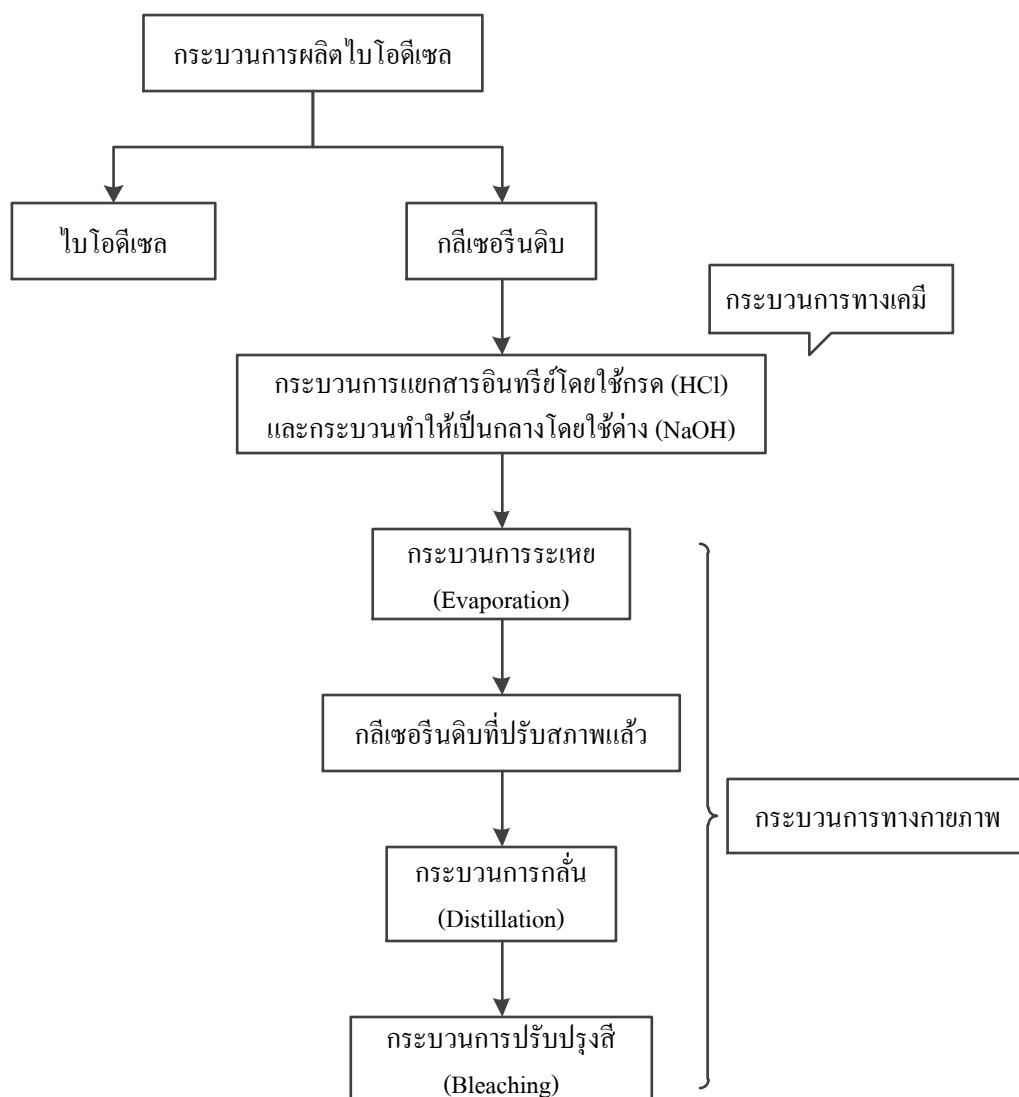 กระบวนการผลิตไบโอดีเซล
ไบโอดีเซล
กลีเซอรีนดิบ
กระบวนการทางเคมี
กระบวนการแยกสารอินทรีย์โดยใช้กรด (HCl)
และกระบวนทำให้เป็นกลางโดยใช้ด่าง (NaOH)
กระบวนการระเหย
(Evaporation)
กลีเซอรีนดิบที่ปรับสภาพแล้ว
กระบวนการทางกายภาพ
กระบวนการกลั่น
(Distillation)
กระบวนการปรับปรุงสี
(Bleaching)